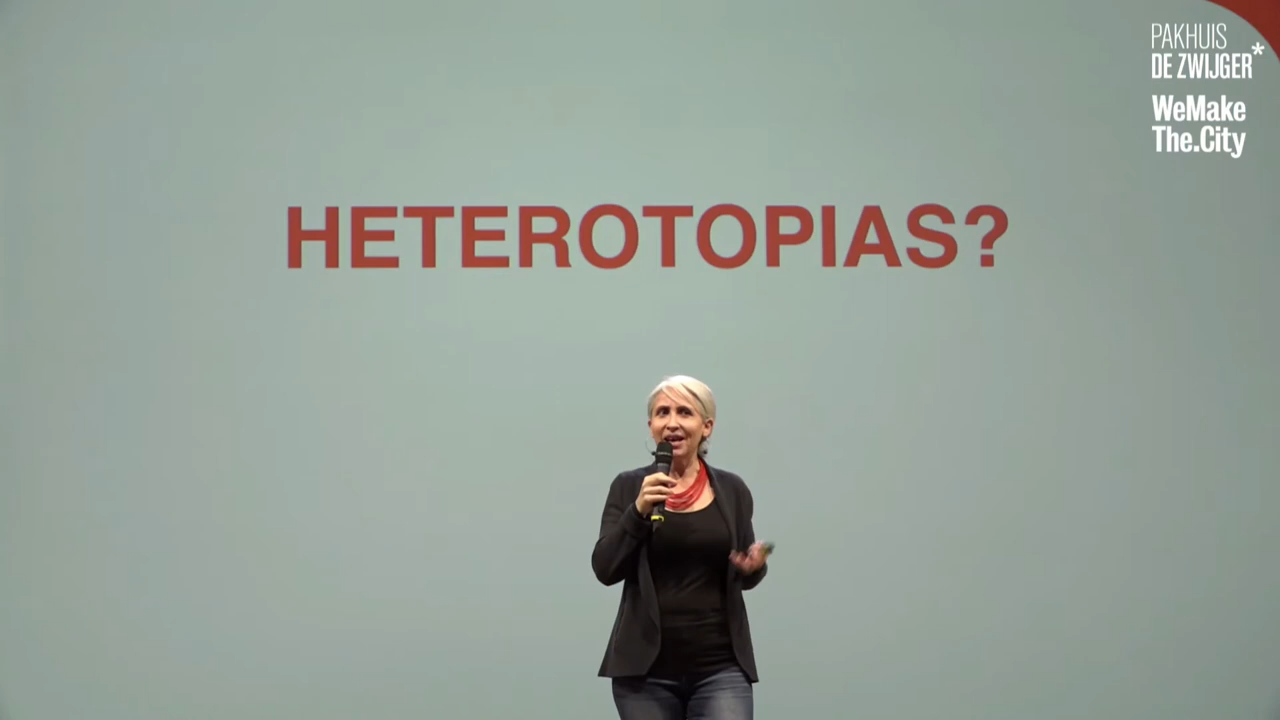 PAKHUIS
DE ZWIJGER*
WeMake
The.City
HETEROTOPIAS?